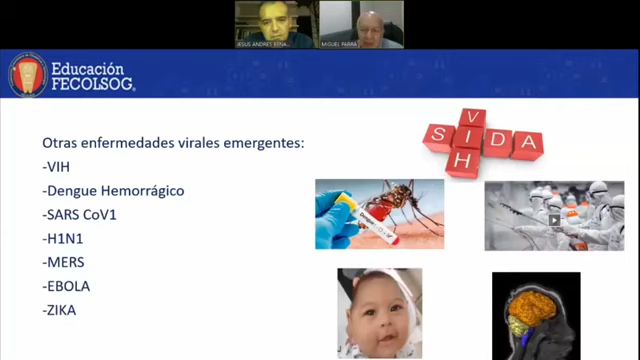 JESUS ANDRES BENA
MIGUEL PARRA
Educación
FECOLSOG
Otras enfermedades virales emergentes:
-VIH
-Dengue Hemorrágico
-SARS CoV1
-H1N1
-MERS
-EBOLA
-ZIKA
VIH
SIDA
Dengue